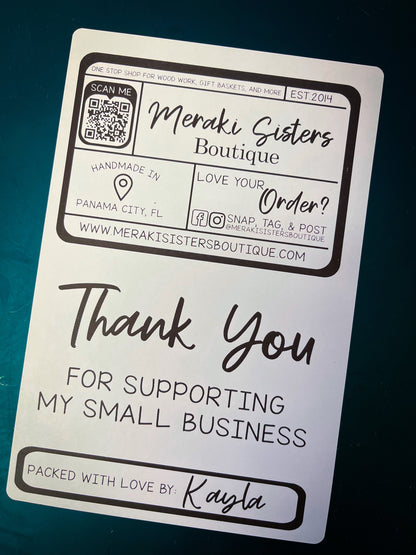 ONE STOP SHOP FOR WOOD WORK, GIFT BASKETS, AND MORE
EST.2014
SCAN ME
Meraki Sisters
Boutique
HANDMADE IN
PANAMA CITY, FL
LOVE YOUR
Order?
SNAP, TAG, & POST
@MERAKISISTERSBOUTIQUE
WWW.MERAKISISTERSBOUTIQUE.COM
Thank You
FOR SUPPORTING
MY SMALL BUSINESS
PACKED WITH LOVE BY: Kayla